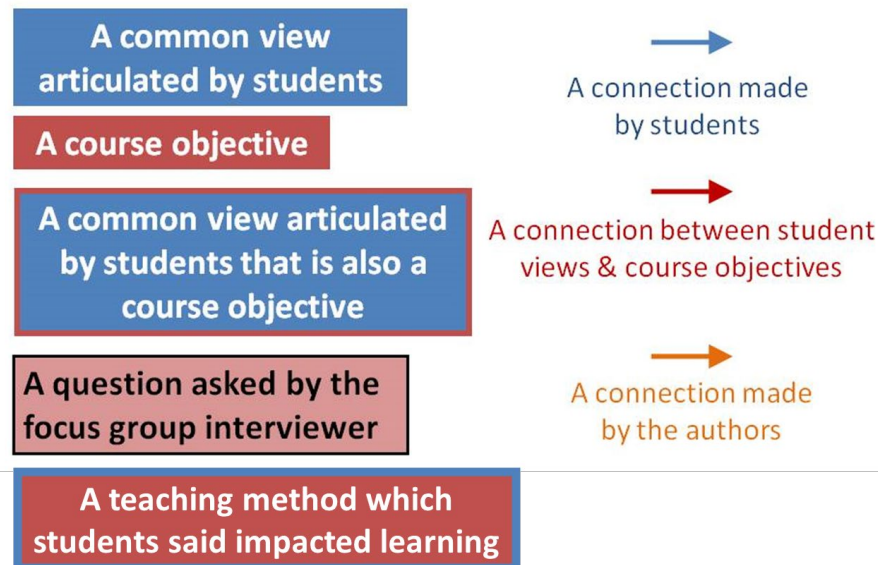 A common view
articulated by students
A course objective
A common view articulated
by students that is also a
course objective
A question asked by the
focus group interviewer
A teaching method which
students said impacted learning
A connection made
by students
A connection between student
views & course objectives
A connection made
by the authors